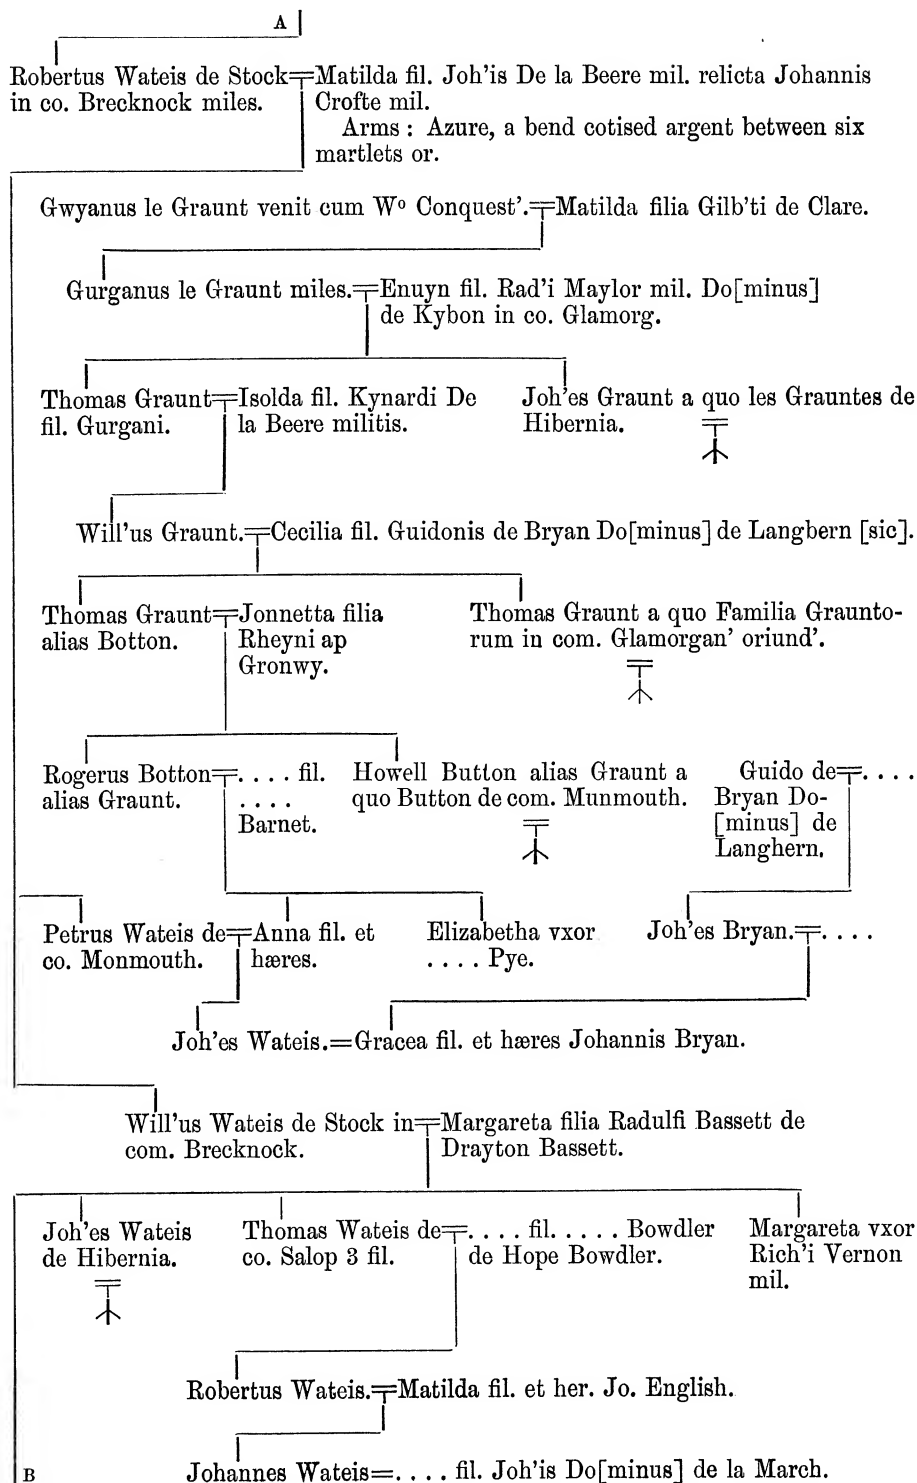 A
Robertus Wateis de Stock=Matilda fil. Joh'is De la Beere mil. relicta Johannis
in co. Brecknock miles. Crofte mil.
Arms : Azure, a bend cotised argent between six
martlets or.
Gwyanus le Graunt venit cum Wo Conquest'.=Matilda filia Gilb'ti de Clare.
Gurganus le Graunt miles.=Enuyn fil. Rad'i Maylor mil. Do[minus]
de Kybon in co. Glamorg.
Thomas Graunt=Isolda fil. Kynardi De Joh'es Graunt a quo les Grauntes de
fil. Gurgani. la Beere militis. Hibernia.
Will'us Graunt.=Cecilia fil. Guidonis de Bryan Do[minus] de Langbern [sic].
Thomas Graunt=Jonnetta filia Thomas Graunt a quo Familia Graunto-
alias Botton. Rheyni ap rum in com. Glamorgan' oriund'.
Gronwy.
Rogerus Botton=. . . . fil. Howell Button alias Graunt a Guido de=. . . .
alias Graunt. . . . . quo Button de com. Munmouth. Bryan Do-
Barnet. [minus] de
Langhern.
Petrus Wateis de=Anna fil. et Elizabetha vxor Joh'es Bryan.=. . . .
co. Monmouth. hæres. . . . . Pye.
Joh'es Wateis.=Gracea fil. et hæres Johannis Bryan.
Will'us Wateis de Stock in=Margareta filia Radulfi Bassett de
com. Brecknock. Drayton Bassett.
Joh'es Wateis Thomas Wateis de=. . . . fil. . . . . Bowdler Margareta vxor
de Hibernia. co. Salop 3 fil. de Hope Bowdler. Rich'i Vernon
mil.
Robertus Wateis.=Matilda fil. et her. Jo. English.
B Johannes Wateis=. . . . fil. Joh'is Do[minus] de la March.